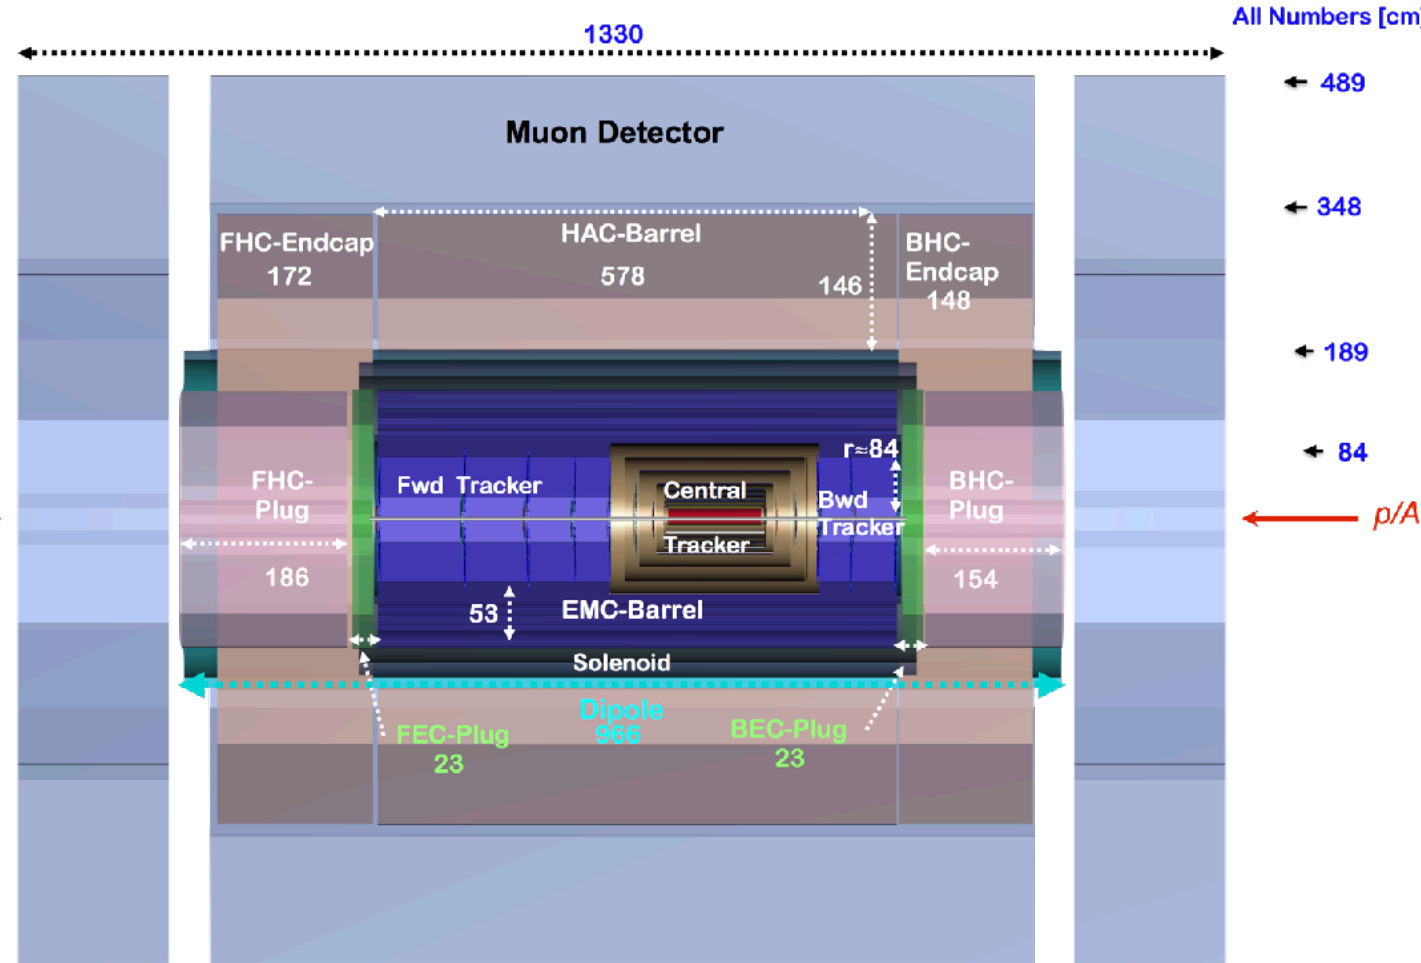 All Numbers [cm]
1330
489
Muon Detector
348
FHC-Endcap
172
HAC-Barrel
578
146
BHC-
Endcap
148
189
r≈84
84
FHC-
Plug
186
Fwd Tracker
Central
Tracker
Bwd
Tracker
BHC-
Plug
154
p/A
53
EMC-Barrel
Solenoid
Dipole
966
FEC-Plug
23
BEC-Plug
23